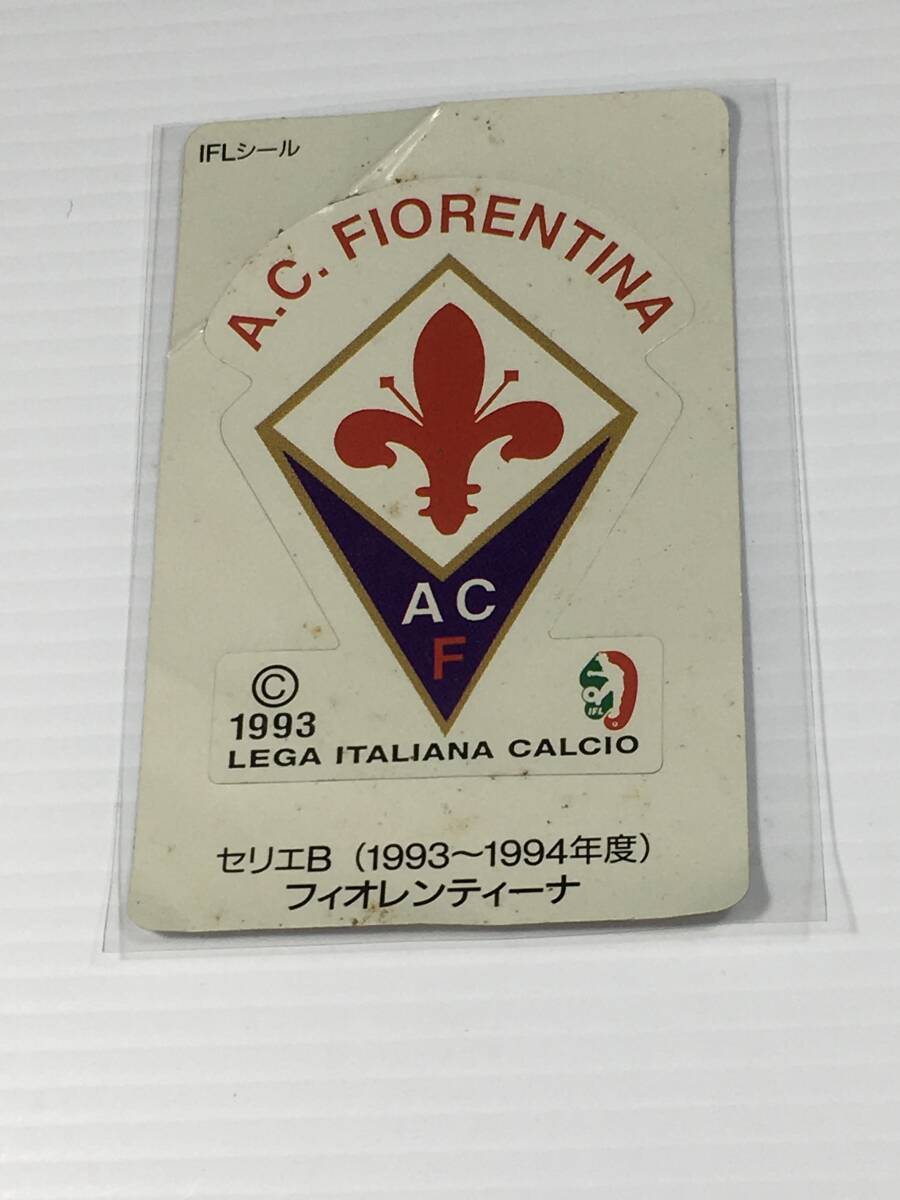 IFLシール
A.C. FIORENTINA
A C
F
©
1993
IFL
LEGA ITALIANA CALCIO
セリエB（1993〜1994年度）
フィオレンティーナ